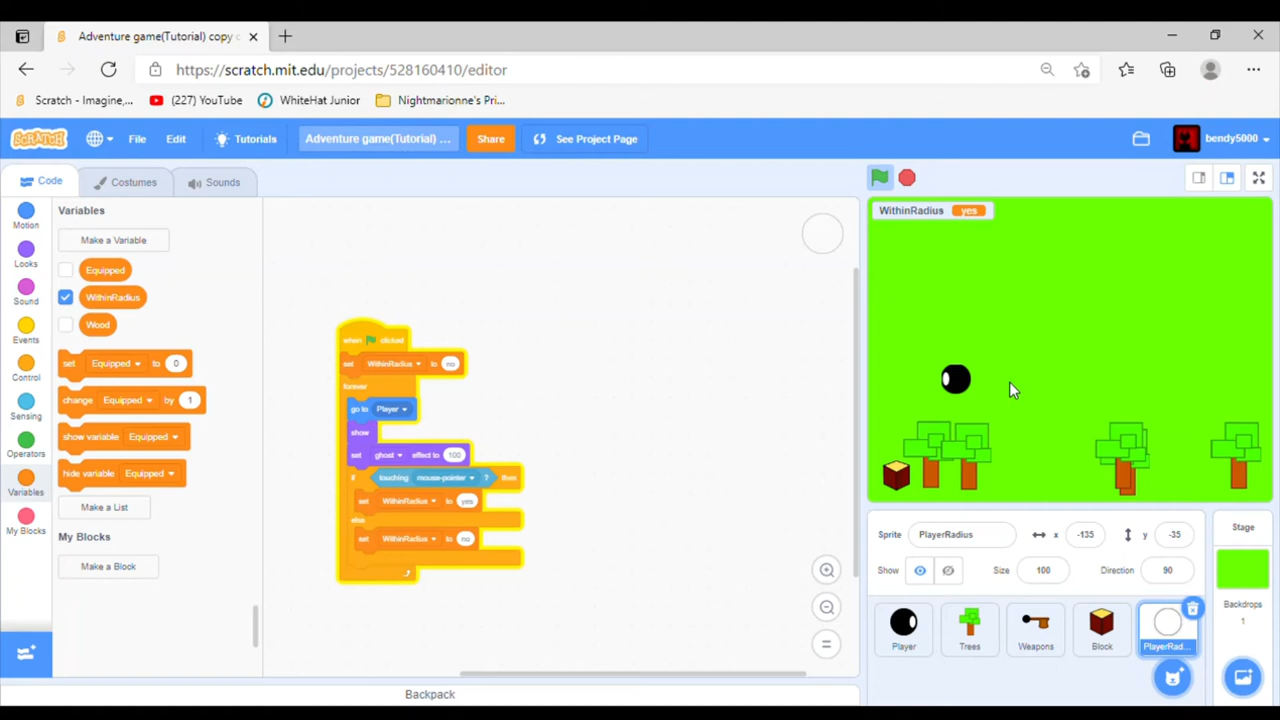 Adventure game(Tutorial) copy
https://scratch.mit.edu/projects/528160410/editor
Scratch - Imagine,... (227) YouTube WhiteHat Junior Nightmarionne's Pri...
SCRATCH File Edit Tutorials Adventure game(Tutorial) ... Share See Project Page bendy5000
Code Costumes Sounds
Motion
Looks
Sound
Events
Control
Sensing
Operators
Variables
My Blocks
Variables
Make a Variable
Equipped
WithinRadius
Wood
set Equipped to 0
change Equipped by 1
show variable Equipped
hide variable Equipped
Make a List
My Blocks
Make a Block
when clicked
set WithinRadius to no
forever
go to Player
show
set ghost effect to 100
if touching mouse-pointer ? then
set WithinRadius to yes
else
set WithinRadius to no
WithinRadius yes
Sprite PlayerRadius x -135 y -35
Show Size 100 Direction 90
Player Trees Weapons Block PlayerRad...
Stage
Backdrops
1
Backpack